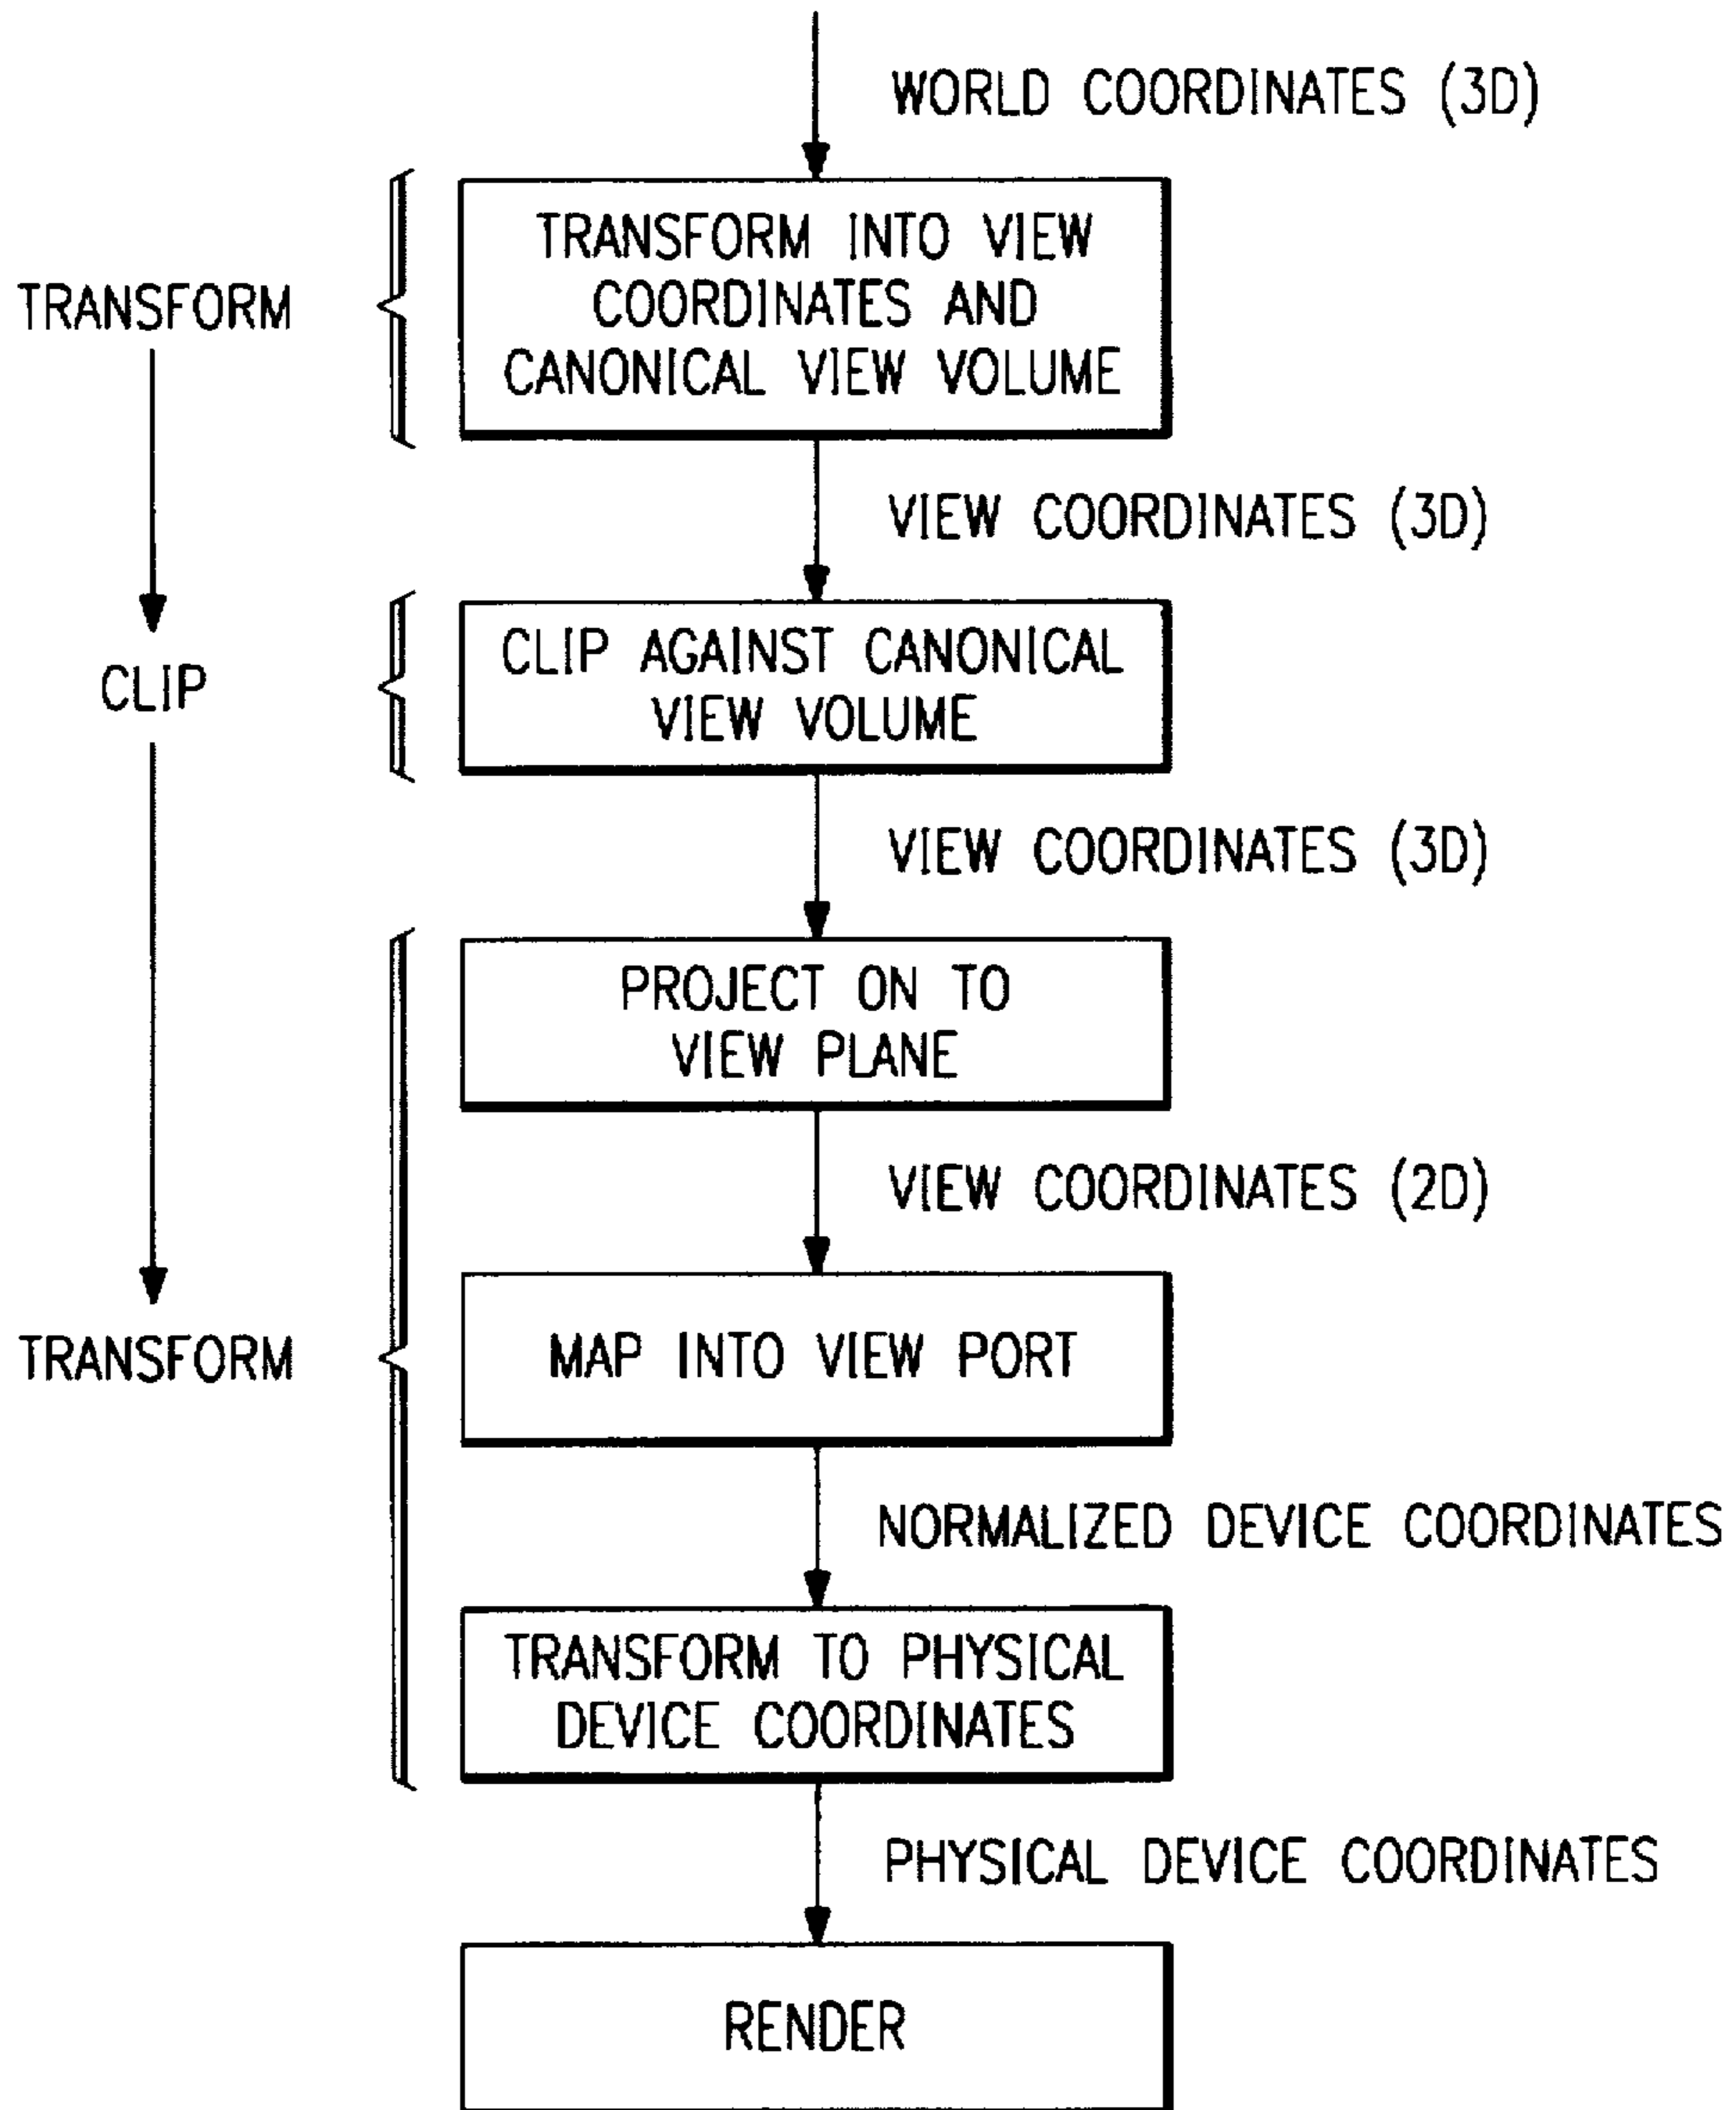 WORLD COORDINATES (3D)
TRANSFORM INTO VIEW
COORDINATES AND
CANONICAL VIEW VOLUME
TRANSFORM
VIEW COORDINATES (3D)
CLIP AGAINST CANONICAL
VIEW VOLUME
CLIP
VIEW COORDINATES (3D)
PROJECT ON TO
VIEW PLANE
VIEW COORDINATES (2D)
MAP INTO VIEW PORT
TRANSFORM
NORMALIZED DEVICE COORDINATES
TRANSFORM TO PHYSICAL
DEVICE COORDINATES
PHYSICAL DEVICE COORDINATES
RENDER